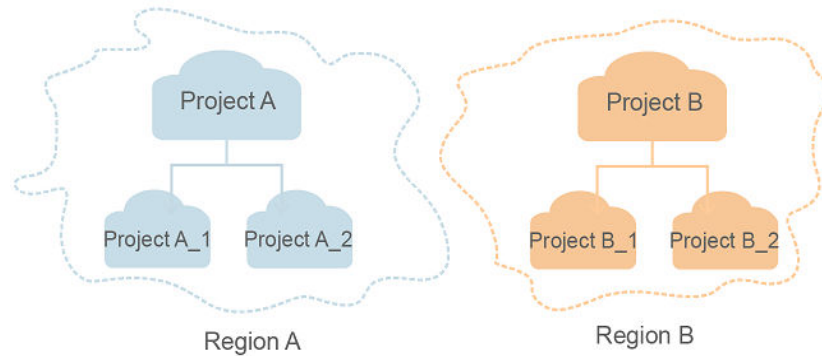 Project A
Project A_1
Project A_2
Region A
Project B
Project B_1
Project B_2
Region B